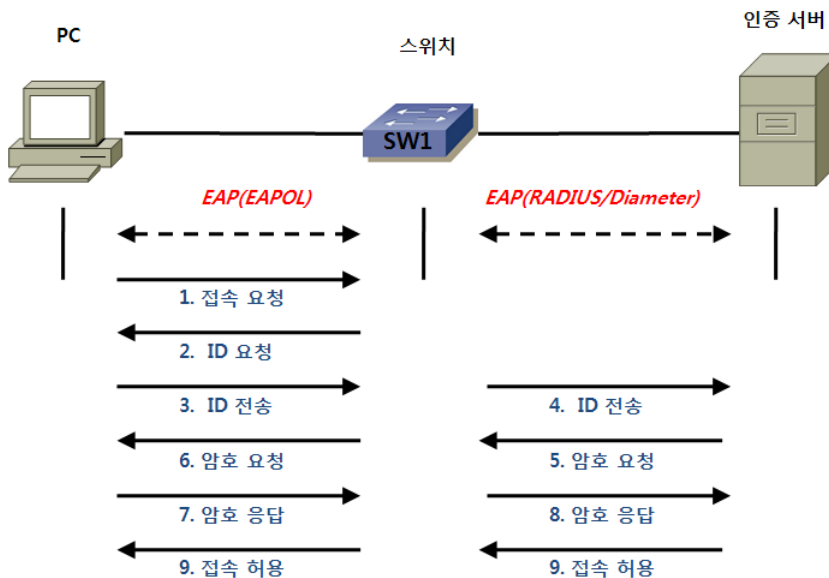 PC
스위치
인증 서버
SW1
EAP(EAPOL)
EAP(RADIUS/Diameter)
1. 접속 요청
2. ID 요청
3. ID 전송
4. ID 전송
6. 암호 요청
5. 암호 요청
7. 암호 응답
8. 암호 응답
9. 접속 허용
9. 접속 허용